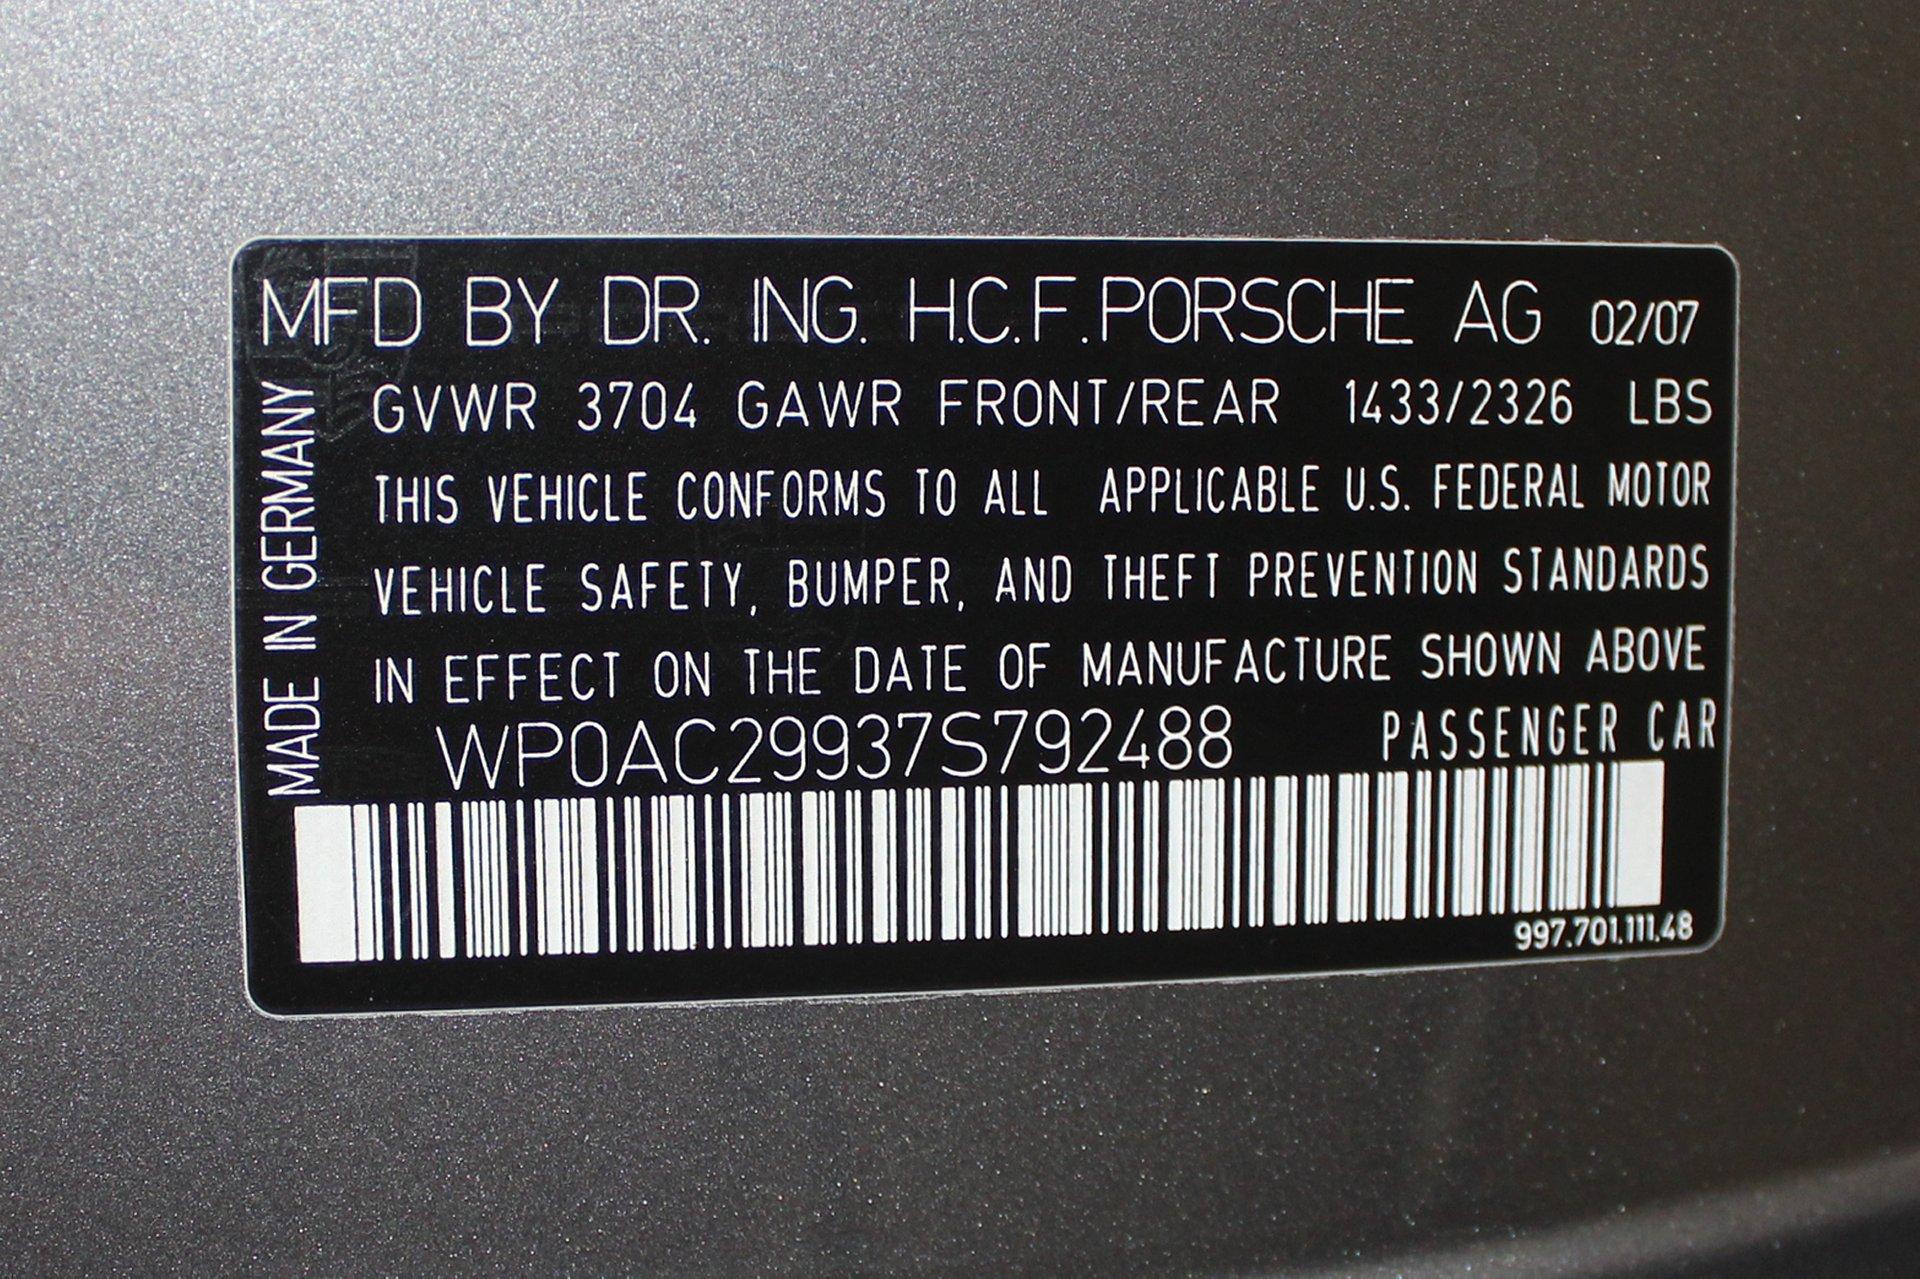 MFD BY DR. ING. H.C.F.PORSCHE AG 02/07
GVWR 3704 GAWR FRONT/REAR 1433/2326 LBS
THIS VEHICLE CONFORMS TO ALL APPLICABLE U.S. FEDERAL MOTOR
VEHICLE SAFETY, BUMPER, AND THEFT PREVENTION STANDARDS
IN EFFECT ON THE DATE OF MANUFACTURE SHOWN ABOVE
WP0AC29937S792488 PASSENGER CAR
997.701.111.48
MADE IN GERMANY